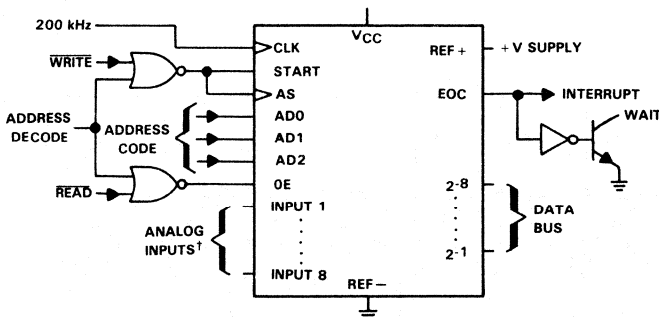 200 kHz
WRITE
ADDRESS
DECODE
READ
ADDRESS
CODE
ANALOG
INPUTS†
VCC
CLK
START
AS
AD0
AD1
AD2
OE
INPUT 1
INPUT 8
REF+
EOC
2-8
2-1
REF−
+V SUPPLY
INTERRUPT
WAIT
DATA
BUS